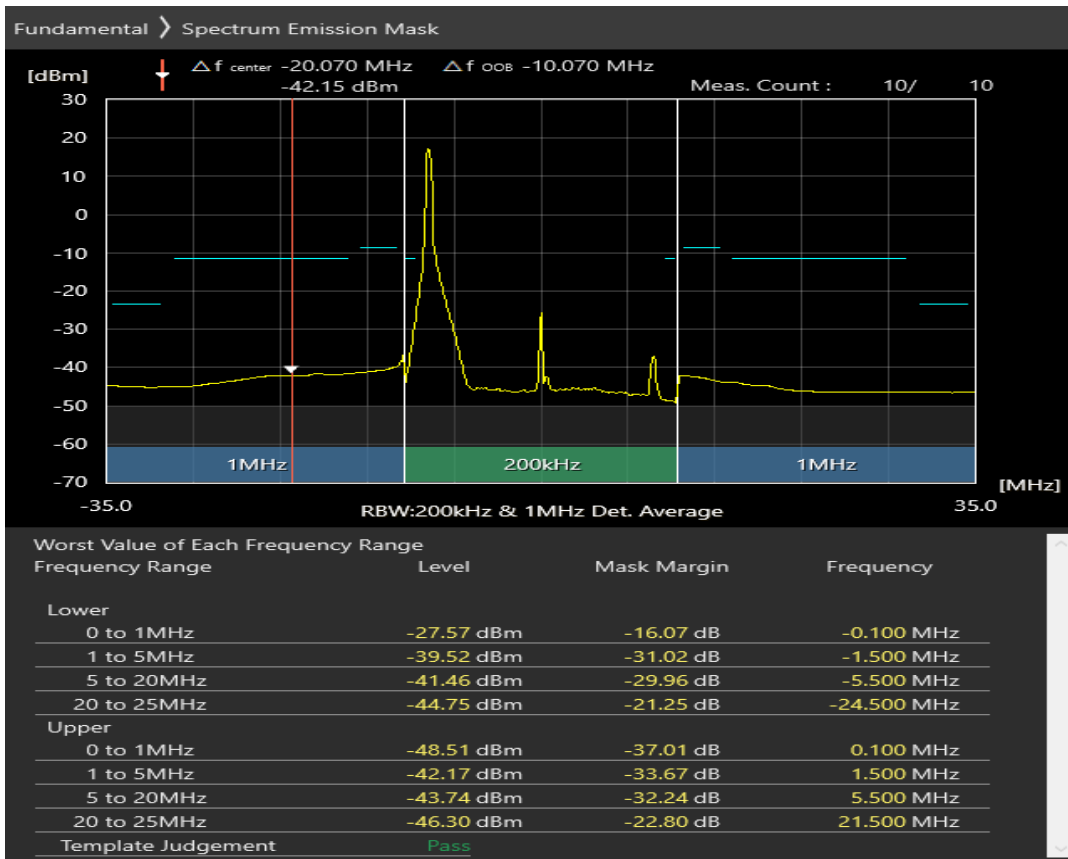 Fundamental ❭ Spectrum Emission Mask
△f center -20.070 MHz △f OOB -10.070 MHz
[dBm] -42.15 dBm Meas. Count : 10/ 10
30
20
10
0
-10
-20
-30
-40
-50
-60
1MHz 200kHz 1MHz
-70 [MHz]
-35.0 RBW:200kHz & 1MHz Det. Average 35.0
Worst Value of Each Frequency Range
Frequency Range Level Mask Margin Frequency
Lower
0 to 1MHz -27.57 dBm -16.07 dB -0.100 MHz
1 to 5MHz -39.52 dBm -31.02 dB -1.500 MHz
5 to 20MHz -41.46 dBm -29.96 dB -5.500 MHz
20 to 25MHz -44.75 dBm -21.25 dB -24.500 MHz
Upper
0 to 1MHz -48.51 dBm -37.01 dB 0.100 MHz
1 to 5MHz -42.17 dBm -33.67 dB 1.500 MHz
5 to 20MHz -43.74 dBm -32.24 dB 5.500 MHz
20 to 25MHz -46.30 dBm -22.80 dB 21.500 MHz
Template Judgement Pass